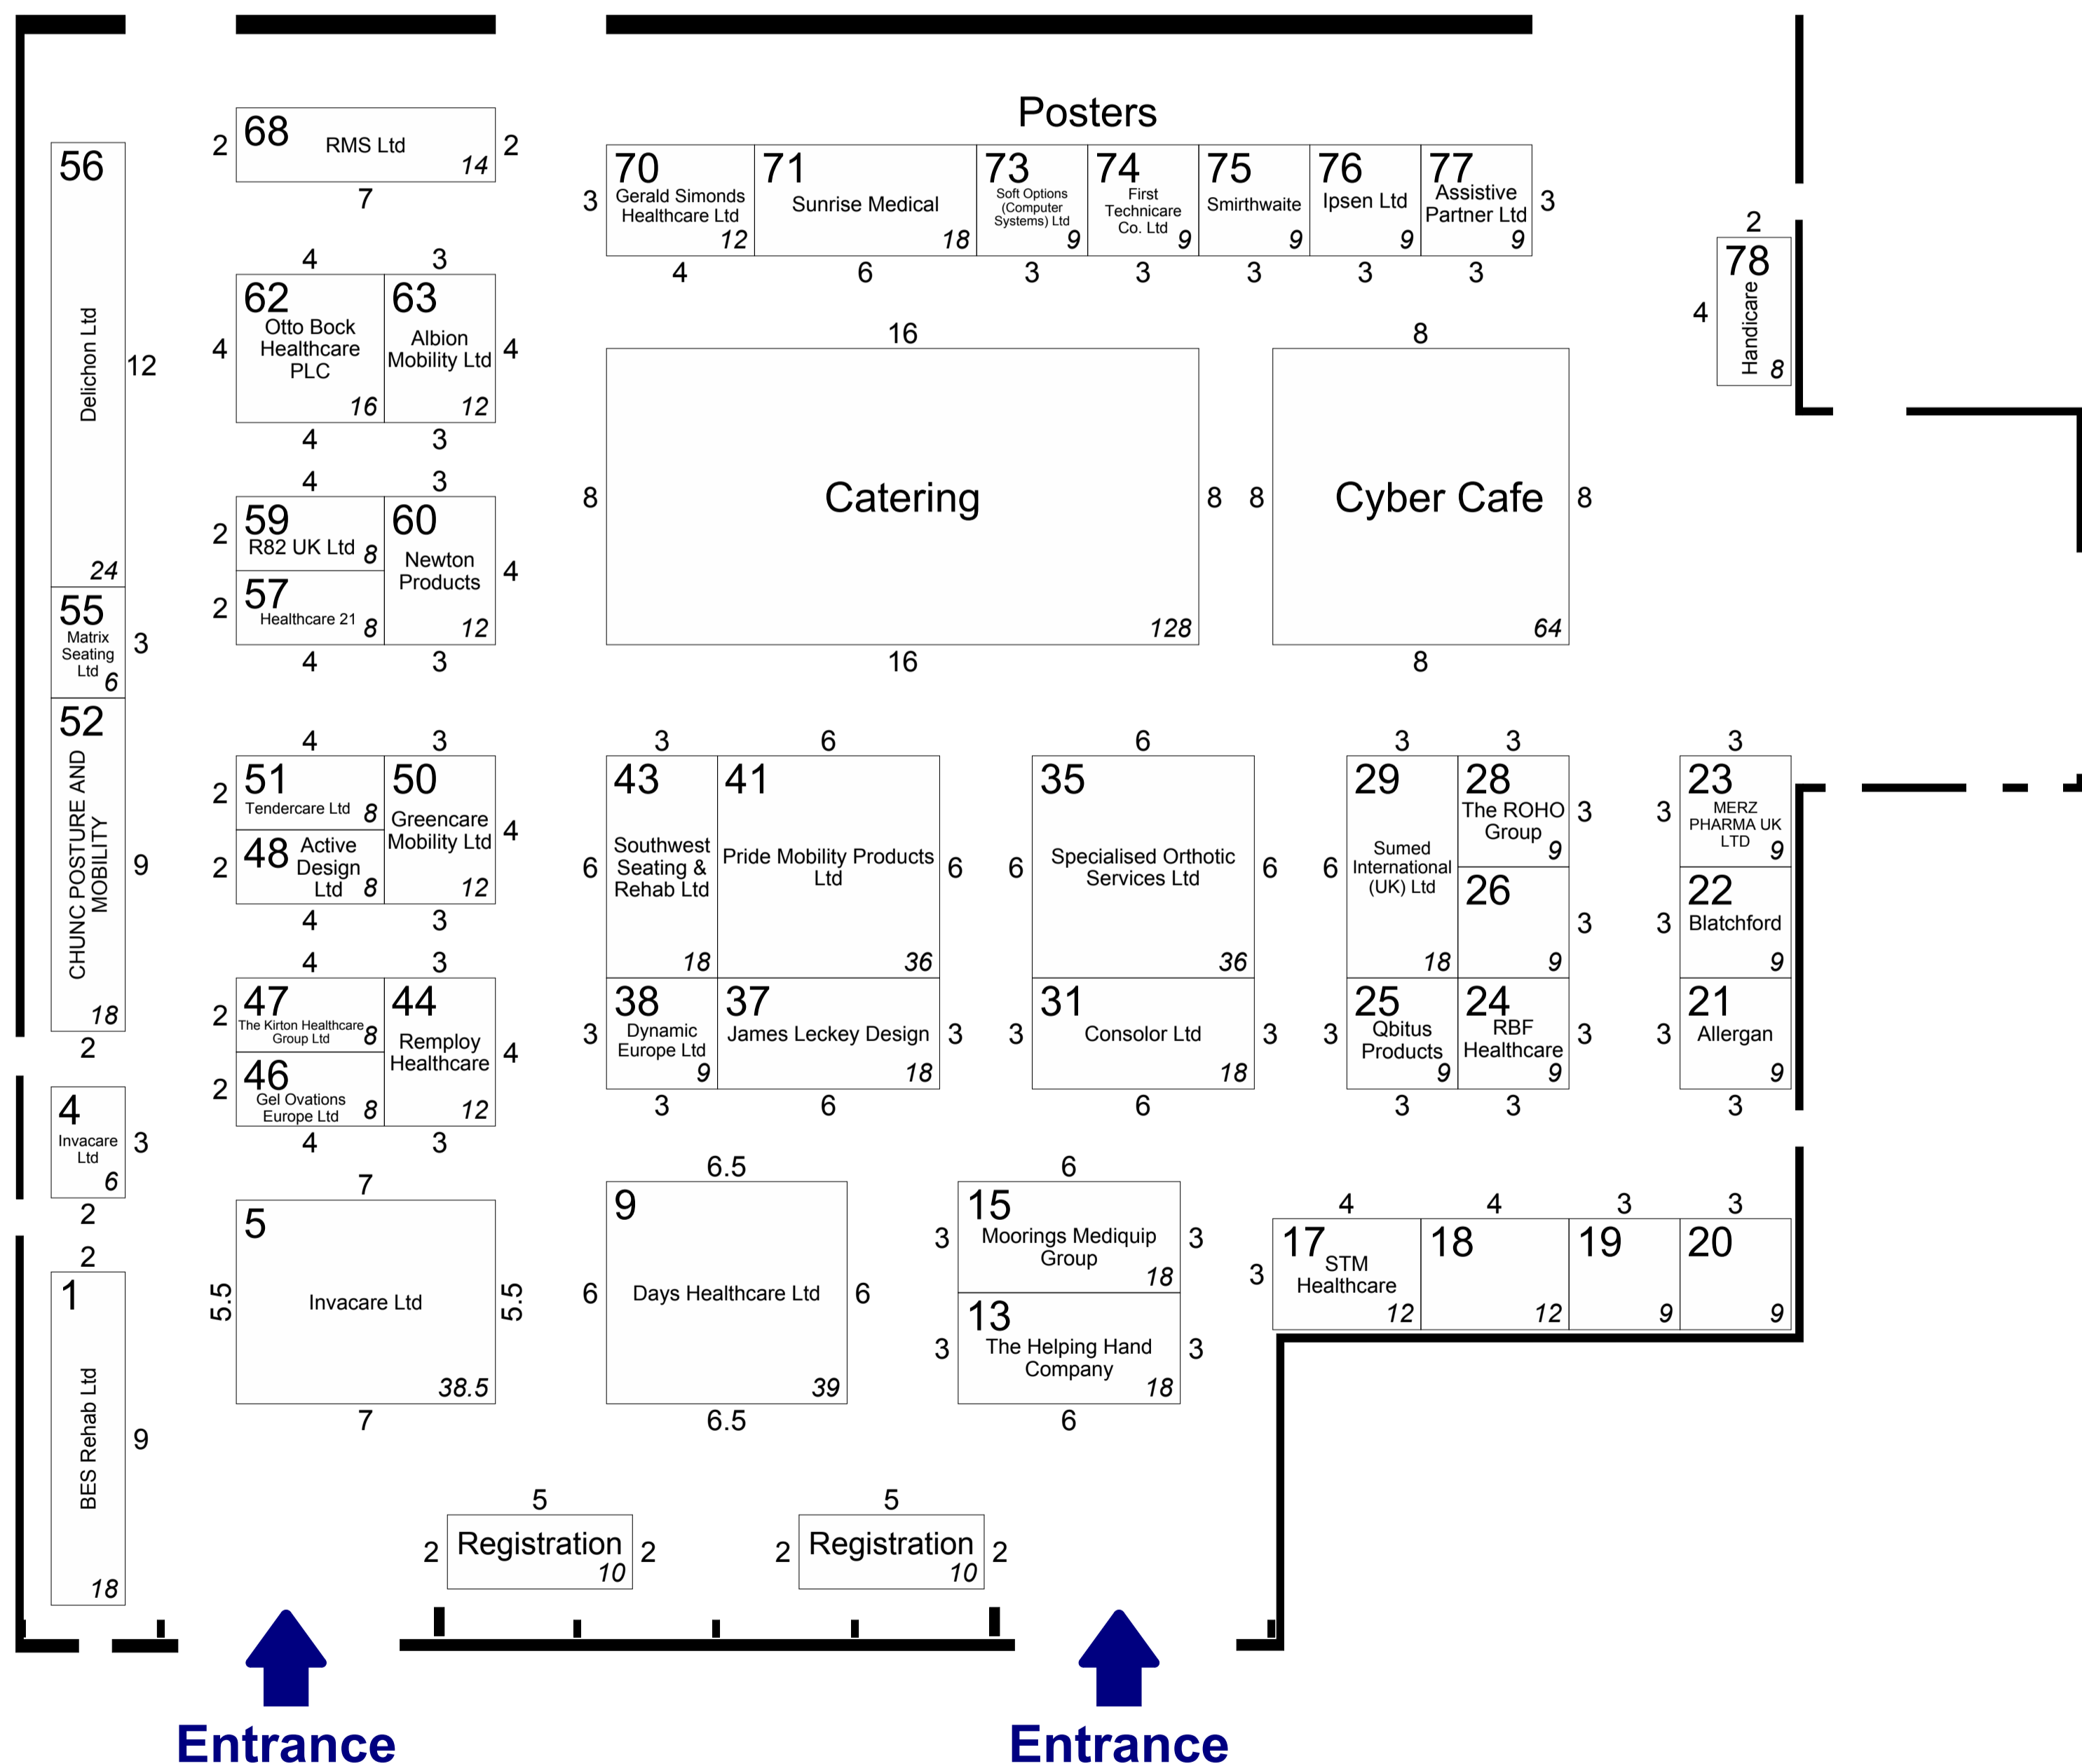 Posters
68
RMS Ltd
14
2
2
7
56
Delichon Ltd
24
12
70
Gerald Simonds
Healthcare Ltd
12
3
4
71
Sunrise Medical
18
6
73
Soft Options
(Computer
Systems) Ltd
9
3
74
First
Technicare
Co. Ltd
9
3
75
Smirthwaite
9
3
76
Ipsen Ltd
9
3
77
Assistive
Partner Ltd
9
3
3
2
78
Handicare
8
4
4
3
62
Otto Bock
Healthcare
PLC
16
4
4
63
Albion
Mobility Ltd
12
4
3
16
8
Catering
128
8
16
8
8
Cyber Cafe
64
8
8
4
3
59
R82 UK Ltd
8
2
57
Healthcare 21
8
2
4
60
Newton
Products
12
4
3
55
Matrix
Seating
Ltd
6
3
52
CHUNC POSTURE AND
MOBILITY
18
9
2
4
3
51
Tendercare Ltd
8
2
48
Active
Design
Ltd
8
2
4
50
Greencare
Mobility Ltd
12
4
3
3
6
43
Southwest
Seating &
Rehab Ltd
18
6
41
Pride Mobility Products
Ltd
36
6
6
35
Specialised Orthotic
Services Ltd
36
6
6
3
3
29
Sumed
International
(UK) Ltd
18
6
28
The ROHO
Group
9
3
26
9
3
3
23
MERZ
PHARMA UK
LTD
9
3
22
Blatchford
9
3
21
Allergan
9
3
3
4
3
47
The Kirton Healthcare
Group Ltd
8
2
46
Gel Ovations
Europe Ltd
8
2
4
44
Remploy
Healthcare
12
4
3
38
Dynamic
Europe Ltd
9
3
3
37
James Leckey Design
18
3
6
31
Consolor Ltd
18
3
3
6
25
Qbitus
Products
9
3
3
24
RBF
Healthcare
9
3
3
4
Invacare
Ltd
6
3
2
2
1
BES Rehab Ltd
18
9
7
5
Invacare Ltd
38.5
5.5
5.5
7
6.5
9
Days Healthcare Ltd
39
6
6
6.5
6
15
Moorings Mediquip
Group
18
3
3
13
The Helping Hand
Company
18
3
3
6
4
4
3
3
17
STM
Healthcare
12
3
18
12
19
9
20
9
5
2
Registration
10
2
5
2
Registration
10
2
Entrance
Entrance